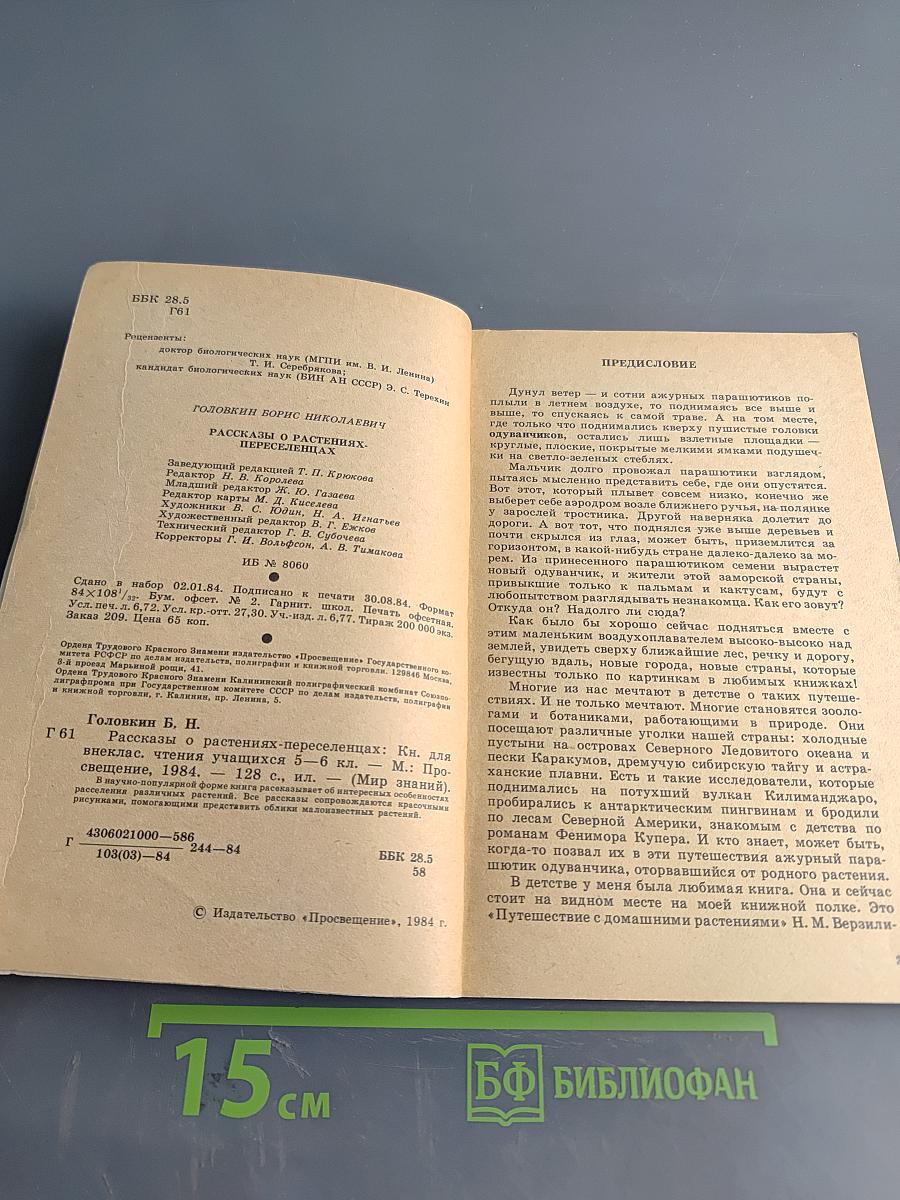 ББК 28.5
Г61
Рецензенты:
доктор биологических наук (МГПИ им. В. И. Ленина)
Т. И. Серебрякова;
кандидат биологических наук (БИН АН СССР) Э. С. Терехин
ГОЛОВКИН БОРИС НИКОЛАЕВИЧ
РАССКАЗЫ О РАСТЕНИЯХ-
ПЕРЕСЕЛЕНЦАХ
Заведующий редакцией Т. П. Крюкова
Редактор Н. В. Королева
Младший редактор Ж. Ю. Газаева
Редактор карты М. Д. Киселева
Художники В. С. Юдин, Н. А. Игнатьев
Художественный редактор В. Г. Ежков
Технический редактор Г. В. Субочева
Корректоры Г. И. Вольфсон, А. В. Тимакова
ИБ № 8060
Сдано в набор 02.01.84. Подписано к печати 30.08.84. Формат
84×108¹/₃₂. Бум. офсет. № 2. Гарнит. школ. Печать офсетная.
Усл. печ. л. 6,72. Усл. кр.-отт. 27,30. Уч.-изд. л. 6,77. Тираж 200 000 экз.
Заказ 209. Цена 65 коп.
Ордена Трудового Красного Знамени издательство «Просвещение» Государственного ко-
митета РСФСР по делам издательств, полиграфии и книжной торговли. 129846 Москва,
3-й проезд Марьиной рощи, 41.
Ордена Трудового Красного Знамени Калининский полиграфический комбинат Союзпо-
лиграфпрома при Государственном комитете СССР по делам издательств, полиграфии
и книжной торговли, г. Калинин, пр. Ленина, 5.
Головкин Б. Н.
Г 61 Рассказы о растениях-переселенцах: Кн. для
внеклас. чтения учащихся 5—6 кл. — М.: Про-
свещение, 1984. — 128 с., ил. — (Мир знаний).
В научно-популярной форме книга рассказывает об интересных особенностях
расселения различных растений. Все рассказы сопровождаются красочными
рисунками, помогающими представить облики малоизвестных растений.
Г 4306021000—586
103(03)—84 244—84
ББК 28.5
58
© Издательство «Просвещение», 1984 г.
ПРЕДИСЛОВИЕ
Дунул ветер — и сотни ажурных парашютиков по-
плыли в летнем воздухе, то поднимаясь все выше и
выше, то спускаясь к самой траве. А на том месте,
где только что поднимались кверху пушистые головки
одуванчиков, остались лишь взлетные площадки —
круглые, плоские, покрытые мелкими ямками подушеч-
ки на светло-зеленых стеблях.
Мальчик долго провожал парашютики взглядом,
пытаясь мысленно представить себе, где они опустятся.
Вот этот, который плывет совсем низко, конечно же
выберет себе аэродром возле ближнего ручья, на полянке
у зарослей тростника. Другой наверняка долетит до
дороги. А вот тот, что поднялся уже выше деревьев и
почти скрылся из глаз, может быть, приземлится за
горизонтом, в какой-нибудь стране далеко-далеко за мо-
рем. Из принесенного парашютиком семени вырастет
новый одуванчик, и жители этой заморской страны,
привыкшие только к пальмам и кактусам, будут с
любопытством разглядывать незнакомца. Как его зовут?
Откуда он? Надолго ли сюда?
Как было бы хорошо сейчас подняться вместе с
этим маленьким воздухоплавателем высоко-высоко над
землей, увидеть сверху ближайшие лес, речку и дорогу,
бегущую вдаль, новые города, новые страны, которые
известны только по картинкам в любимых книжках!
Многие из нас мечтают в детстве о таких путеше-
ствиях. И не только мечтают. Многие становятся зооло-
гами и ботаниками, работающими в природе. Они
посещают различные уголки нашей страны: холодные
пустыни на островах Северного Ледовитого океана и
пески Каракумов, дремучую сибирскую тайгу и астра-
ханские плавни. Есть и такие исследователи, которые
поднимались на потухший вулкан Килиманджаро,
пробирались к антарктическим пингвинам и бродили
по лесам Северной Америки, знакомым с детства по
романам Фенимора Купера. И кто знает, может быть,
когда-то позвал их в эти путешествия ажурный пара-
шютик одуванчика, оторвавшийся от родного растения.
В детстве у меня была любимая книга. Она и сейчас
стоит на видном месте на моей книжной полке. Это
«Путешествие с домашними растениями» Н. М. Верзили-
15 см
БФ БИБЛИОФАН